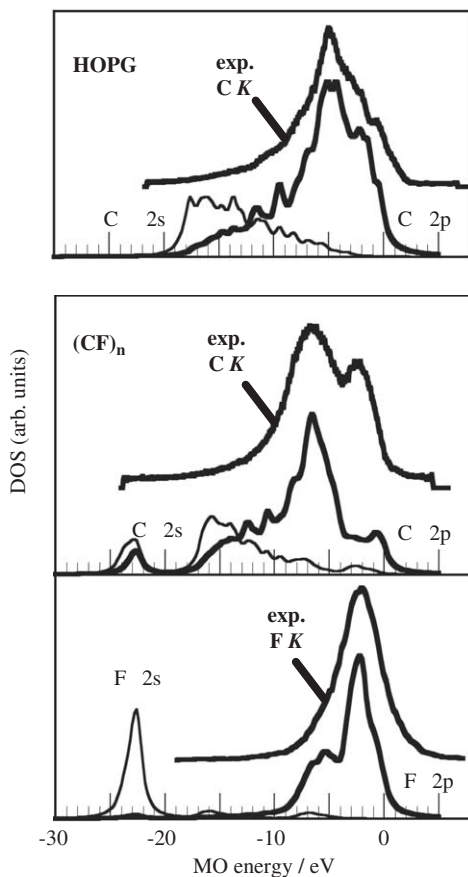 HOPG
exp.
C K
C 2s
C 2p
(CF)n
exp.
C K
C 2s
C 2p
exp.
F K
F 2s
F 2p
DOS (arb. units)
-30 -20 -10 0
MO energy / eV